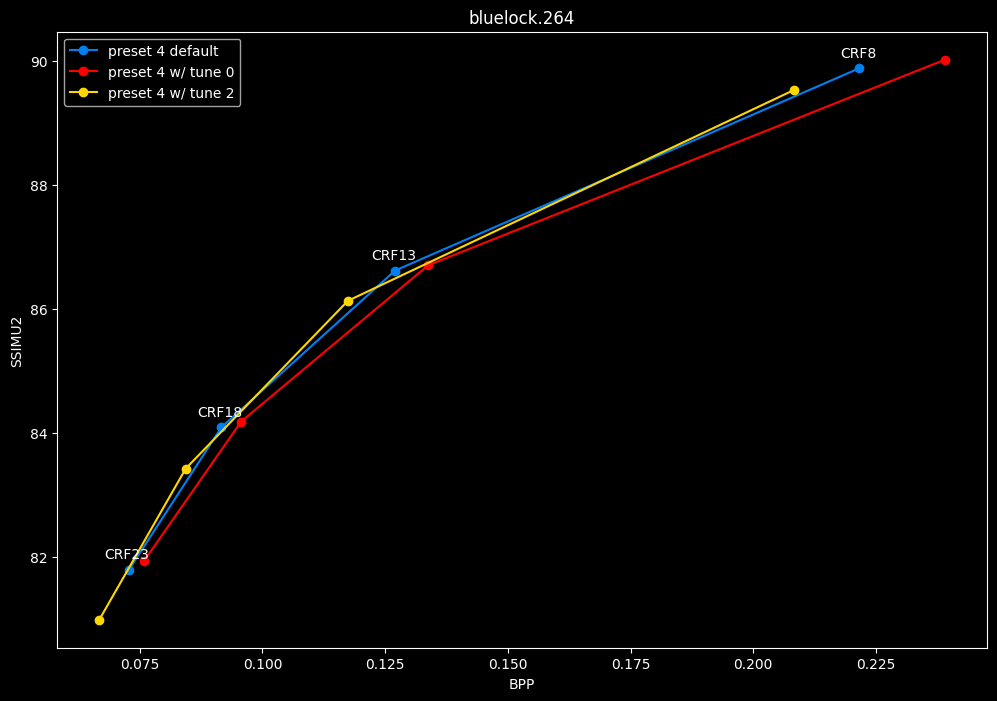 bluelock.264
preset 4 default
preset 4 w/ tune 0
preset 4 w/ tune 2
CRF8
CRF13
CRF18
CRF23
90
88
86
84
82
SSIMU2
0.075 0.100 0.125 0.150 0.175 0.200 0.225
BPP